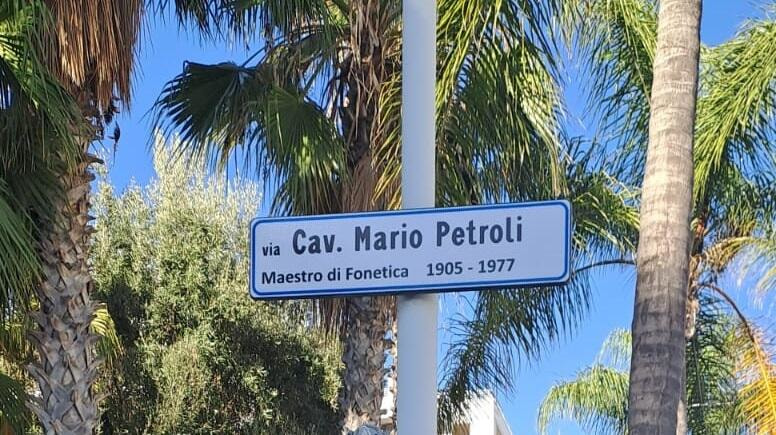 via Cav. Mario Petroli
Maestro di Fonetica 1905 - 1977